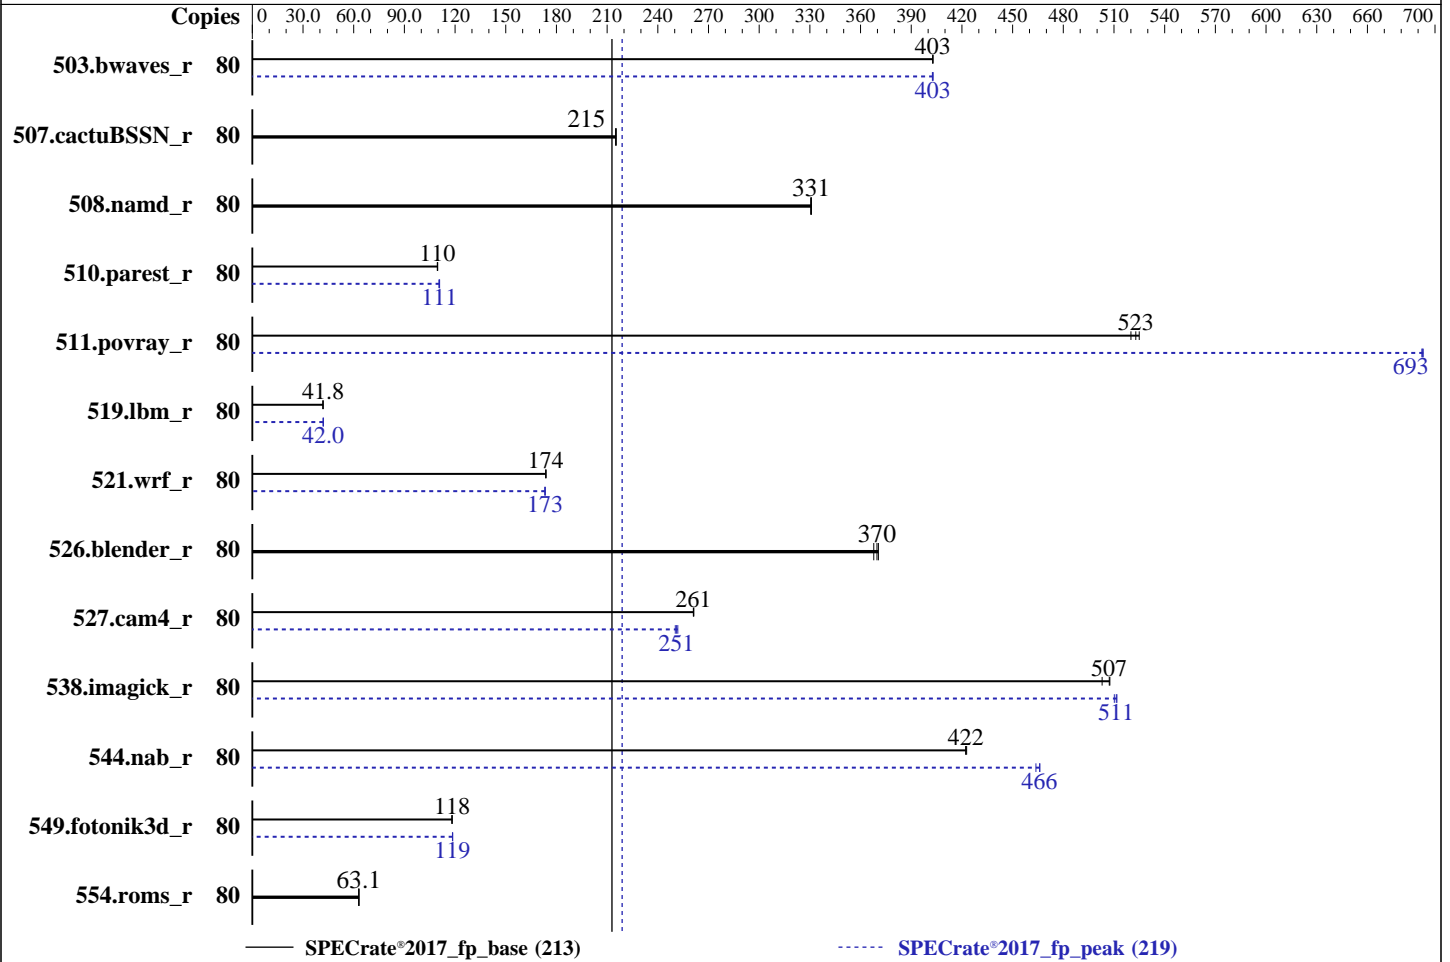 Copies 0 30.0 60.0 90.0 120 150 180 210 240 270 300 330 360 390 420 450 480 510 540 570 600 630 660 700
403
503.bwaves_r 80
403
215
507.cactuBSSN_r 80
331
508.namd_r 80
110
510.parest_r 80
111
523
511.povray_r 80
693
41.8
519.lbm_r 80
42.0
174
521.wrf_r 80
173
370
526.blender_r 80
261
527.cam4_r 80
251
507
538.imagick_r 80
511
422
544.nab_r 80
466
118
549.fotonik3d_r 80
119
63.1
554.roms_r 80
SPECrate®2017_fp_base (213) SPECrate®2017_fp_peak (219)